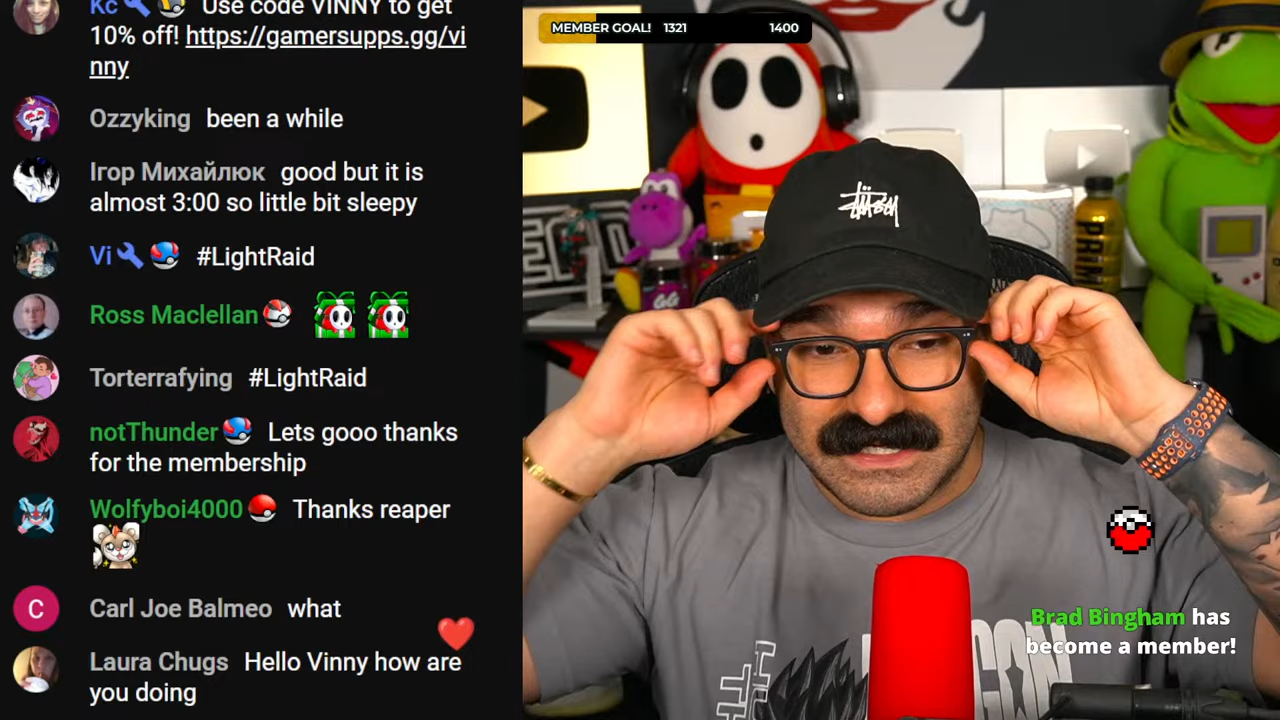 Kc Use code VINNY to get
10% off! https://gamersupps.gg/vi
nny
Ozzyking been a while
Ігор Михайлюк good but it is
almost 3:00 so little bit sleepy
Vi #LightRaid
Ross Maclellan
Torterrafying #LightRaid
notThunder Lets gooo thanks
for the membership
Wolfyboi4000 Thanks reaper
C Carl Joe Balmeo what
Laura Chugs Hello Vinny how are
you doing
MEMBER GOAL! 1321 1400
Stüssy
GG
Brad Bingham has
become a member!